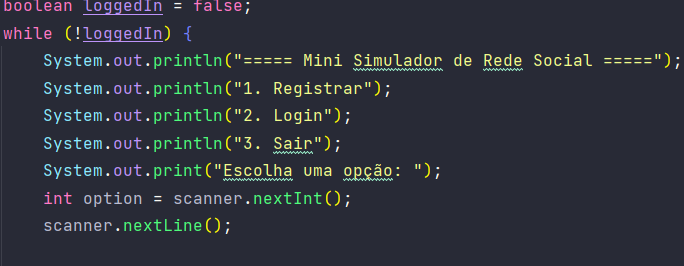 boolean loggedIn = false;
while (!loggedIn) {
System.out.println("===== Mini Simulador de Rede Social =====");
System.out.println("1. Registrar");
System.out.println("2. Login");
System.out.println("3. Sair");
System.out.print("Escolha uma opção: ");
int option = scanner.nextInt();
scanner.nextLine();